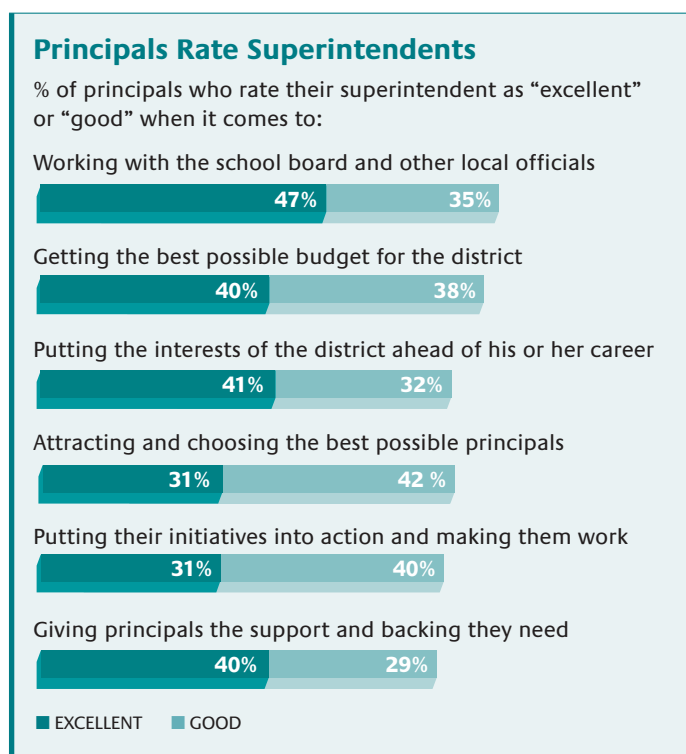 Principals Rate Superintendents
% of principals who rate their superintendent as “excellent”
or “good” when it comes to:
Working with the school board and other local officials
47% 35%
Getting the best possible budget for the district
40% 38%
Putting the interests of the district ahead of his or her career
41% 32%
Attracting and choosing the best possible principals
31% 42 %
Putting their initiatives into action and making them work
31% 40%
Giving principals the support and backing they need
40% 29%
EXCELLENT GOOD